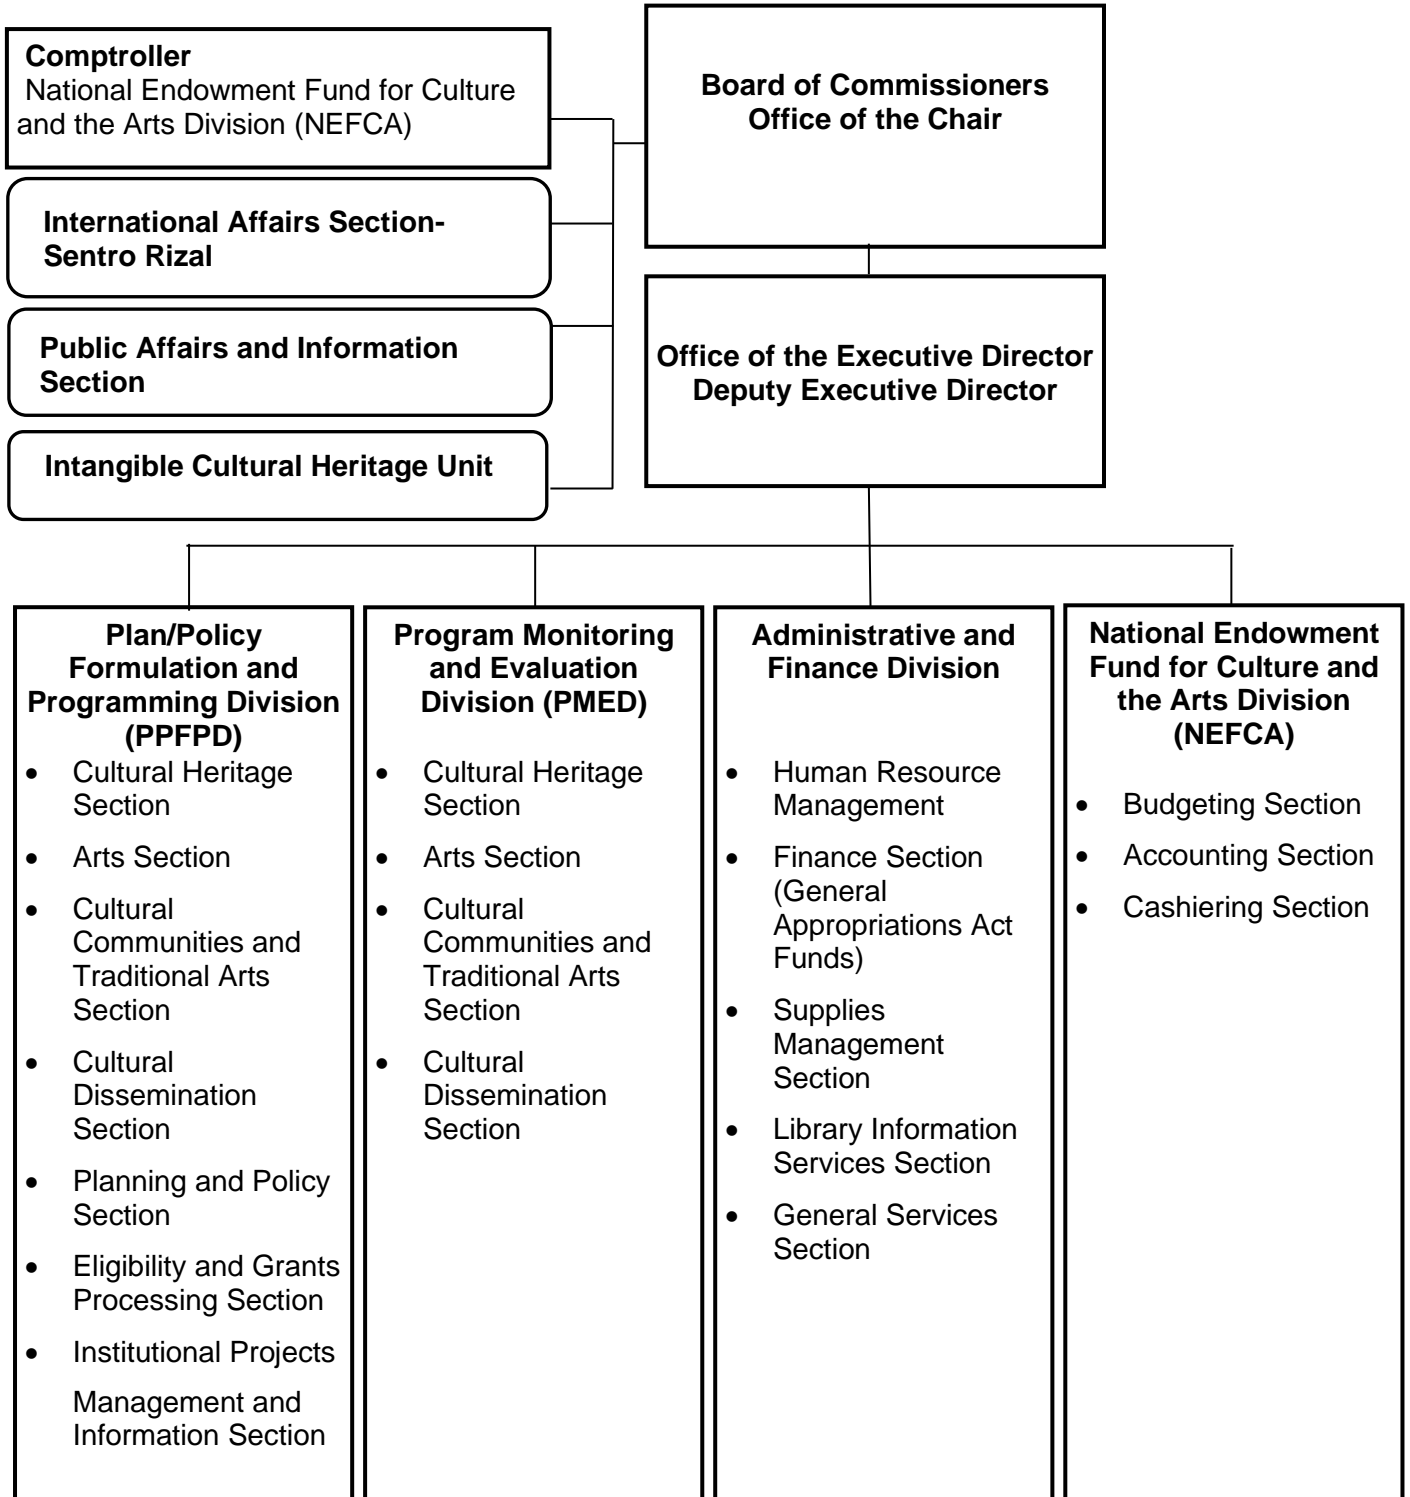 Comptroller
National Endowment Fund for Culture
and the Arts Division (NEFCA)
Board of Commissioners
Office of the Chair
International Affairs Section-
Sentro Rizal
Public Affairs and Information
Section
Intangible Cultural Heritage Unit
Office of the Executive Director
Deputy Executive Director
Plan/Policy
Formulation and
Programming Division
(PPFPD)
• Cultural Heritage
Section
• Arts Section
• Cultural
Communities and
Traditional Arts
Section
• Cultural
Dissemination
Section
• Planning and Policy
Section
• Eligibility and Grants
Processing Section
• Institutional Projects
Management and
Information Section
Program Monitoring
and Evaluation
Division (PMED)
• Cultural Heritage
Section
• Arts Section
• Cultural
Communities and
Traditional Arts
Section
• Cultural
Dissemination
Section
Administrative and
Finance Division
• Human Resource
Management
• Finance Section
(General
Appropriations Act
Funds)
• Supplies
Management
Section
• Library Information
Services Section
• General Services
Section
National Endowment
Fund for Culture and
the Arts Division
(NEFCA)
• Budgeting Section
• Accounting Section
• Cashiering Section